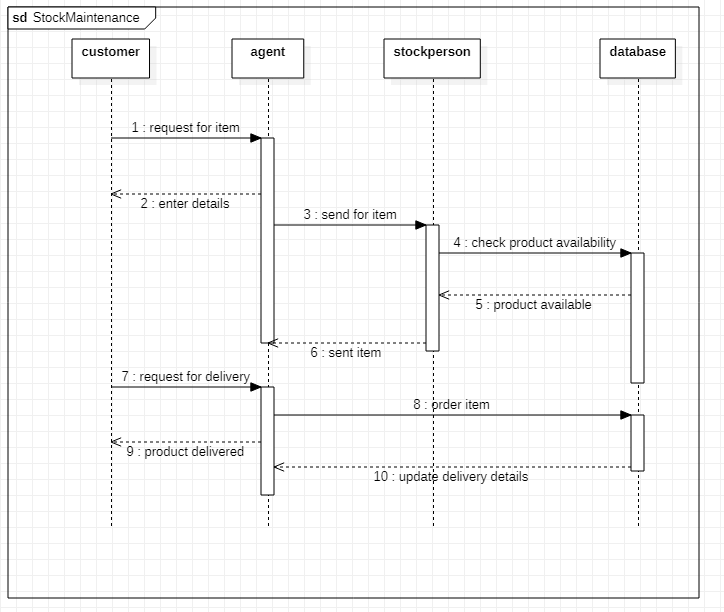 sd StockMaintenance
customer
agent
stockperson
database
1 : request for item
2 : enter details
3 : send for item
4 : check product availability
5 : product available
6 : sent item
7 : request for delivery
8 : order item
9 : product delivered
10 : update delivery details